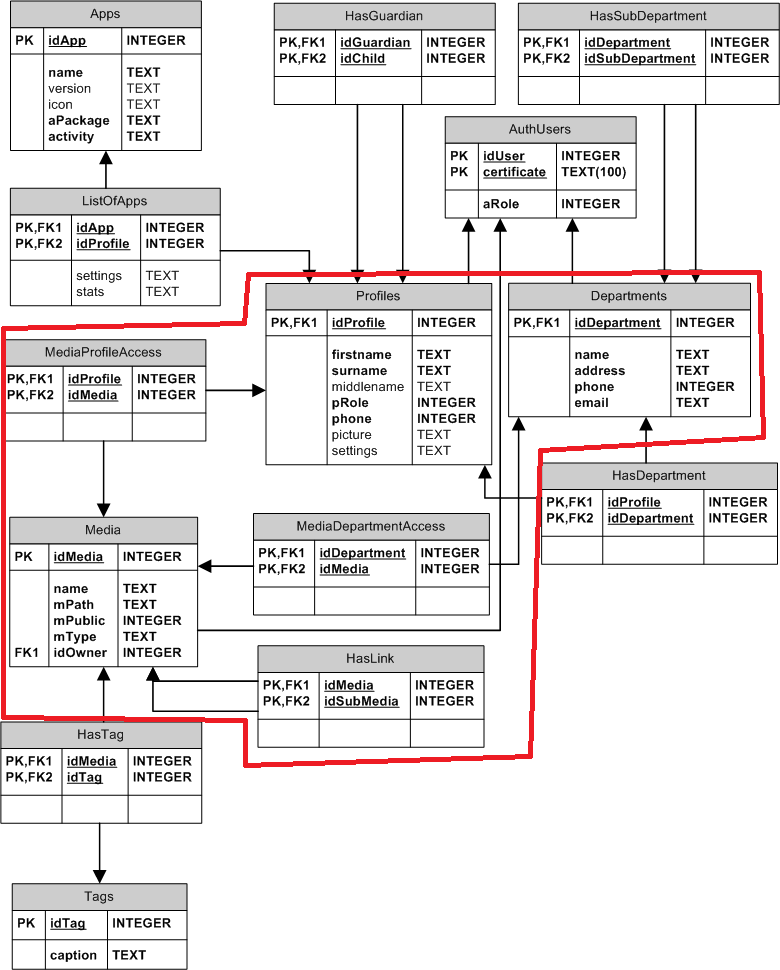 Apps
PK idApp INTEGER
name TEXT
version TEXT
icon TEXT
aPackage TEXT
activity TEXT
HasGuardian
PK,FK1 idGuardian INTEGER
PK,FK2 idChild INTEGER
HasSubDepartment
PK,FK1 idDepartment INTEGER
PK,FK2 idSubDepartment INTEGER
AuthUsers
PK idUser INTEGER
PK certificate TEXT(100)
aRole INTEGER
ListOfApps
PK,FK1 idApp INTEGER
PK,FK2 idProfile INTEGER
settings TEXT
stats TEXT
Profiles
PK,FK1 idProfile INTEGER
firstname TEXT
surname TEXT
middlename TEXT
pRole INTEGER
phone INTEGER
picture TEXT
settings TEXT
Departments
PK,FK1 idDepartment INTEGER
name TEXT
address TEXT
phone INTEGER
email TEXT
MediaProfileAccess
PK,FK1 idProfile INTEGER
PK,FK2 idMedia INTEGER
HasDepartment
PK,FK1 idProfile INTEGER
PK,FK2 idDepartment INTEGER
Media
PK idMedia INTEGER
name TEXT
mPath TEXT
mPublic INTEGER
mType TEXT
FK1 idOwner INTEGER
MediaDepartmentAccess
PK,FK1 idDepartment INTEGER
PK,FK2 idMedia INTEGER
HasLink
PK,FK1 idMedia INTEGER
PK,FK2 idSubMedia INTEGER
HasTag
PK,FK1 idMedia INTEGER
PK,FK2 idTag INTEGER
Tags
PK idTag INTEGER
caption TEXT